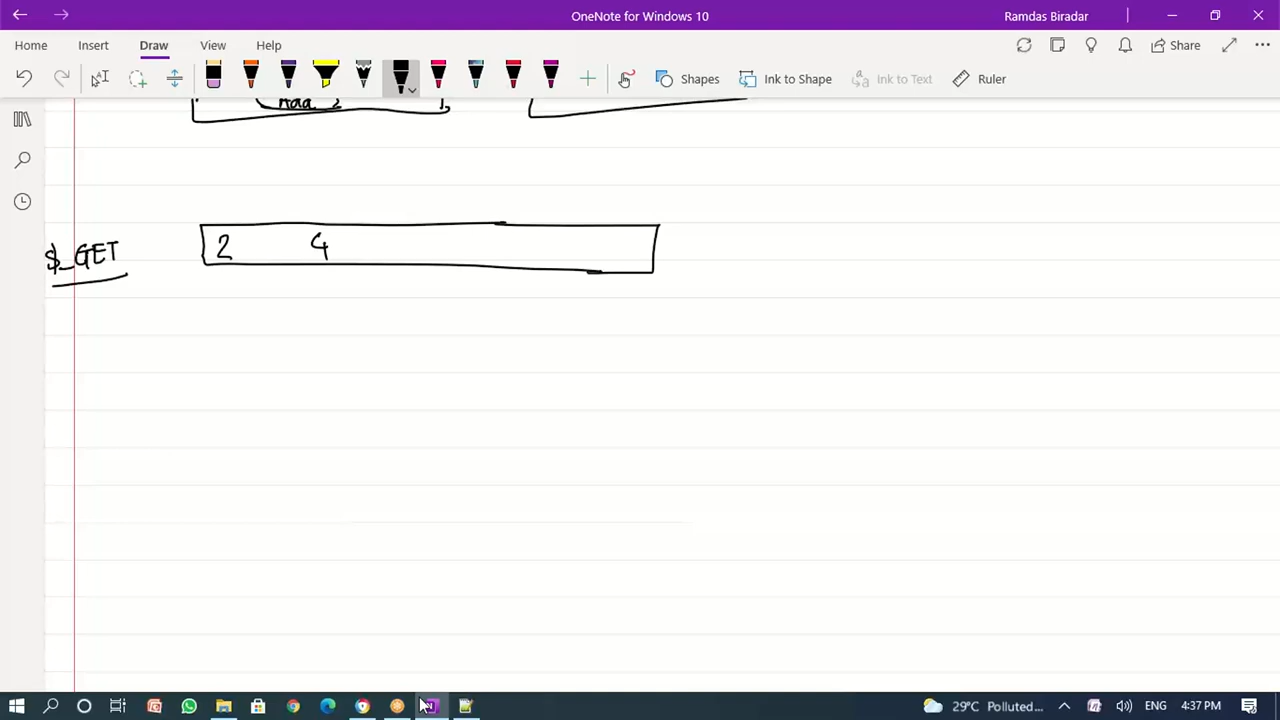 OneNote for Windows 10
Ramdas Biradar
Home Insert Draw View Help
Share
Shapes
Ink to Shape
Ink to Text
Ruler
Add
$_GET 2 4
29°C Polluted...
ENG
4:37 PM